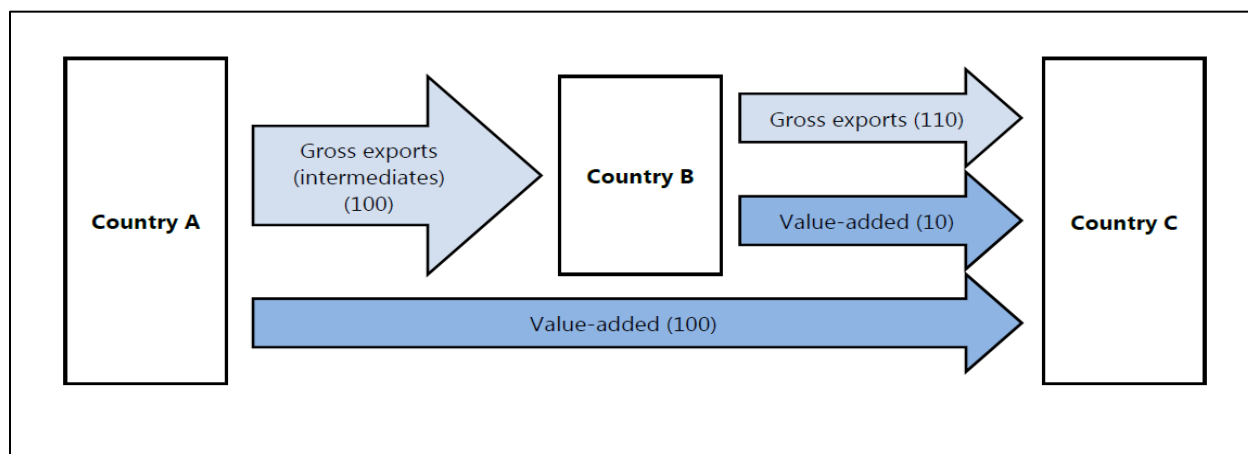 Country A
Gross exports
(intermediates)
(100)
Country B
Gross exports (110)
Value-added (10)
Value-added (100)
Country C